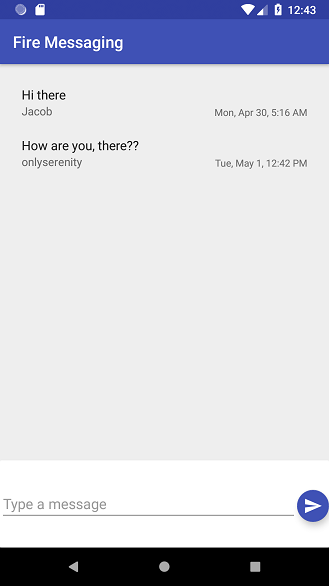 12:43
Fire Messaging
Hi there
Jacob
Mon, Apr 30, 5:16 AM
How are you, there??
onlyserenity
Tue, May 1, 12:42 PM
Type a message